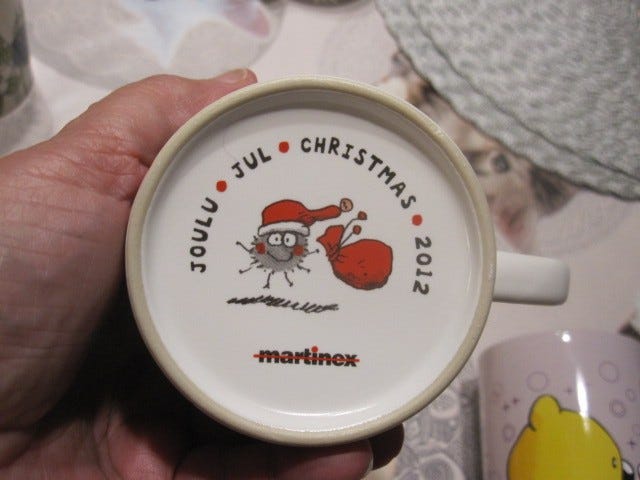 JOULU • JUL • CHRISTMAS • 2012
martinex